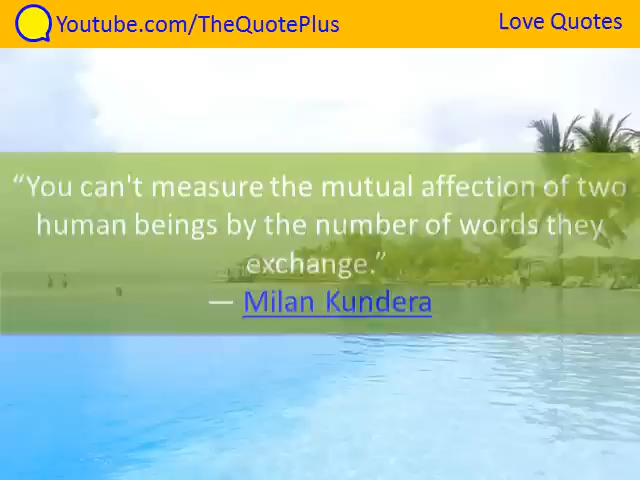 Youtube.com/TheQuotePlus
Love Quotes
“You can't measure the mutual affection of two
human beings by the number of words they
exchange.”
— Milan Kundera